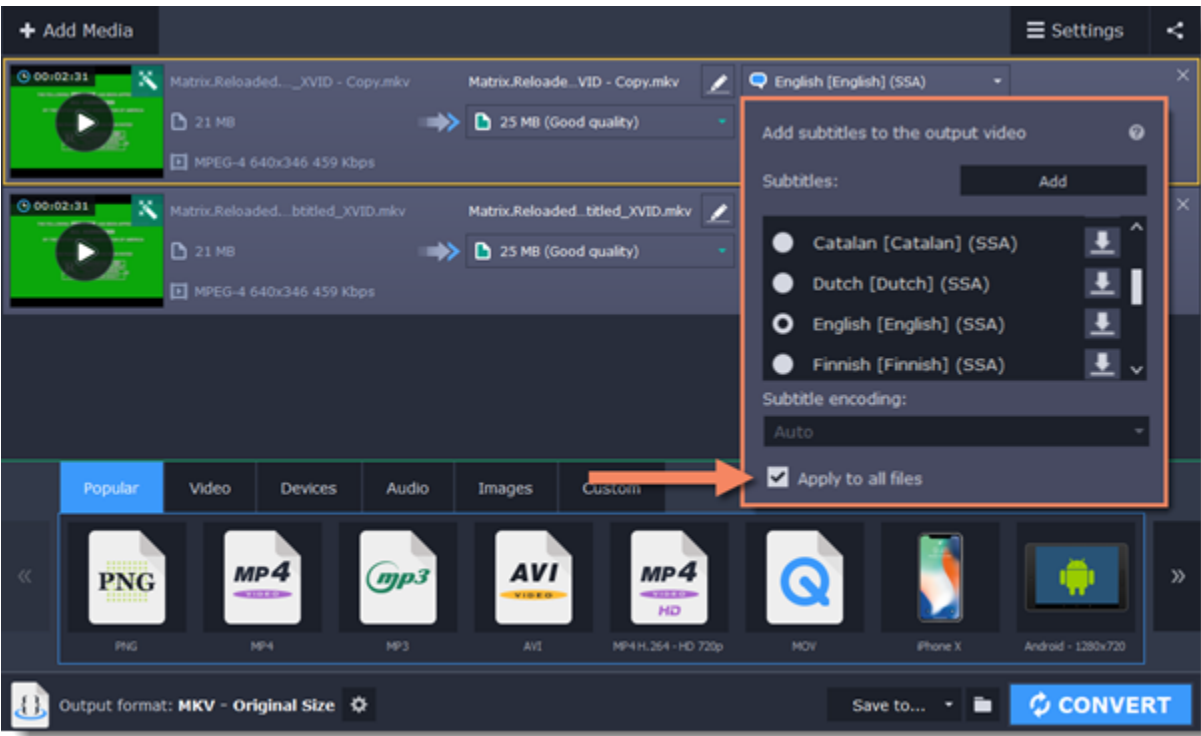 + Add Media
Settings
00:02:31
Matrix.Reloaded...._XVID - Copy.mkv
Matrix.Reloade...VID - Copy.mkv
English [English] (SSA)
21 MB
25 MB (Good quality)
MPEG-4 640x346 459 Kbps
00:02:31
Matrix.Reloaded...btitled_XVID.mkv
Matrix.Reloaded...titled_XVID.mkv
21 MB
25 MB (Good quality)
MPEG-4 640x346 459 Kbps
Add subtitles to the output video
?
Subtitles:
Add
Catalan [Catalan] (SSA)
Dutch [Dutch] (SSA)
English [English] (SSA)
Finnish [Finnish] (SSA)
Subtitle encoding:
Auto
Apply to all files
Popular
Video
Devices
Audio
Images
Custom
PNG
MP4
VIDEO
mp3
AVI
VIDEO
MP4
VIDEO
HD
PNG
MP4
MP3
AVI
MP4 H.264 - HD 720p
MOV
iPhone X
Android - 1280x720
Output format: MKV - Original Size
Save to...
CONVERT